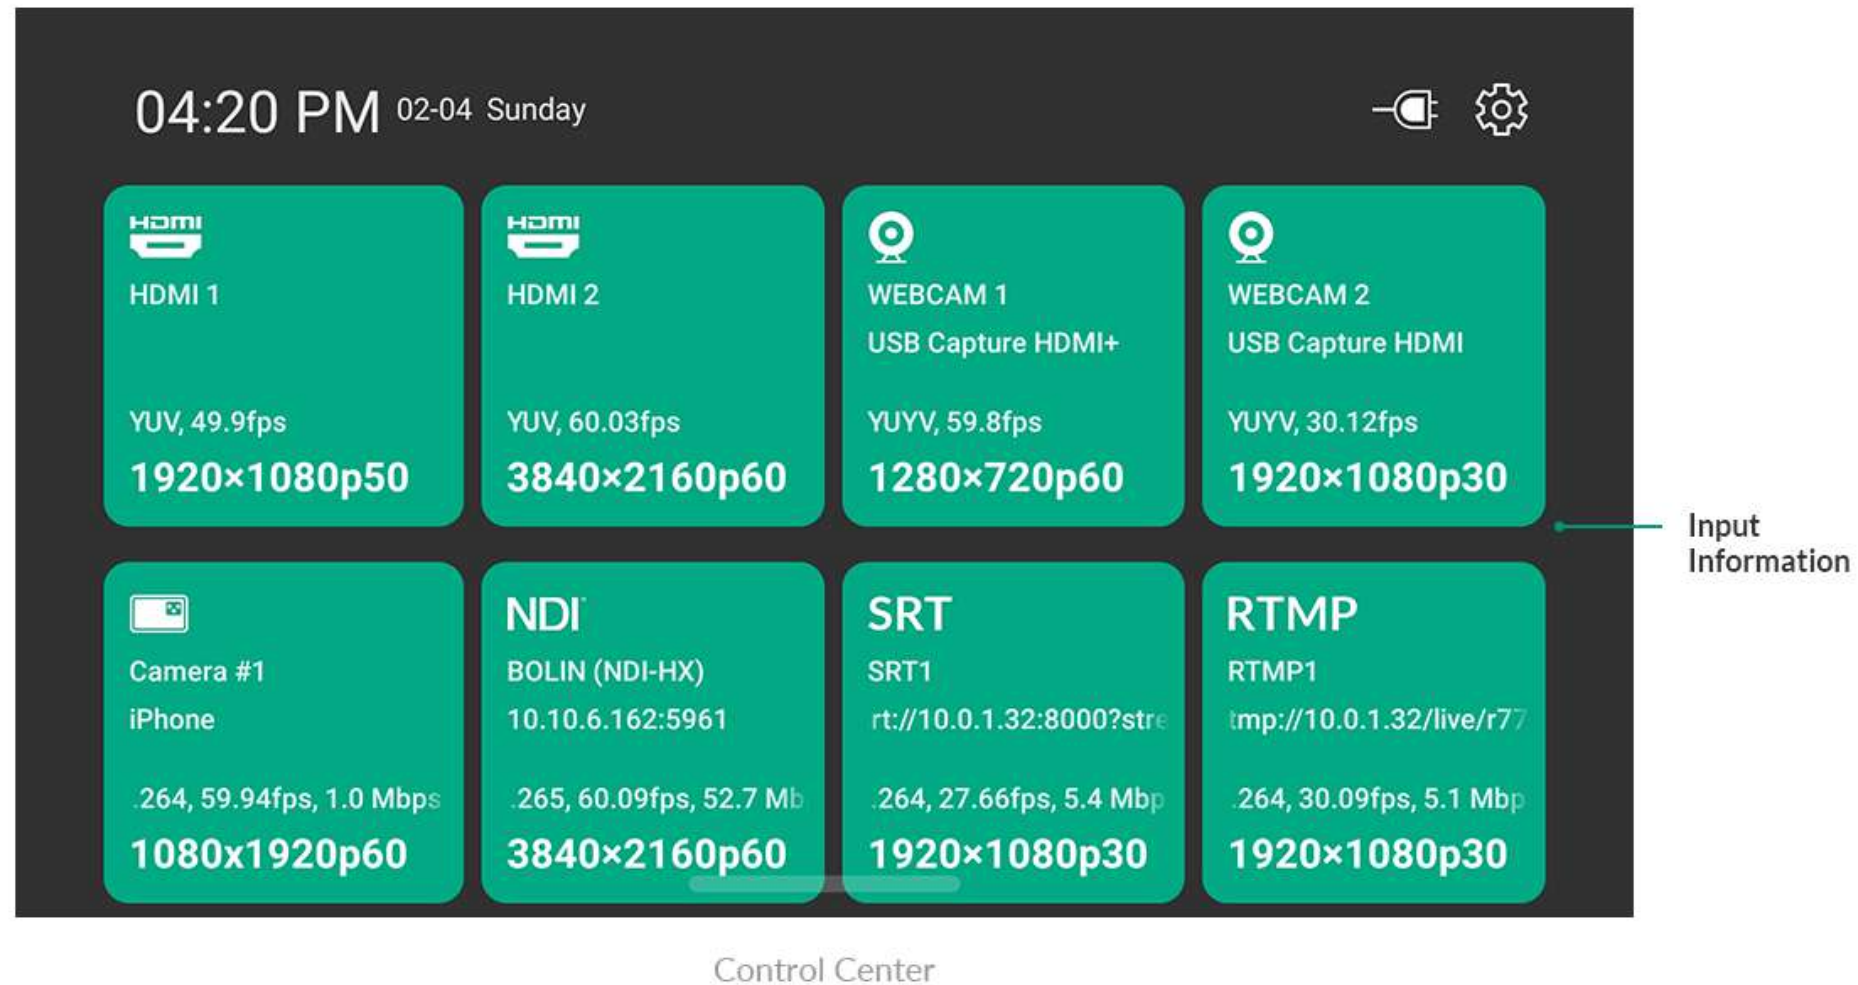 04:20 PM 02-04 Sunday
HDMI
HDMI 1
YUV, 49.9fps
1920×1080p50
HDMI
HDMI 2
YUV, 60.03fps
3840×2160p60
WEBCAM 1
USB Capture HDMI+
YUYV, 59.8fps
1280×720p60
WEBCAM 2
USB Capture HDMI
YUYV, 30.12fps
1920×1080p30
Input
Information
Camera #1
iPhone
.264, 59.94fps, 1.0 Mbps
1080x1920p60
NDI
BOLIN (NDI-HX)
10.10.6.162:5961
.265, 60.09fps, 52.7 Mb
3840×2160p60
SRT
SRT1
rt://10.0.1.32:8000?stre
.264, 27.66fps, 5.4 Mbp
1920×1080p30
RTMP
RTMP1
tmp://10.0.1.32/live/r77
.264, 30.09fps, 5.1 Mbp
1920×1080p30
Control Center